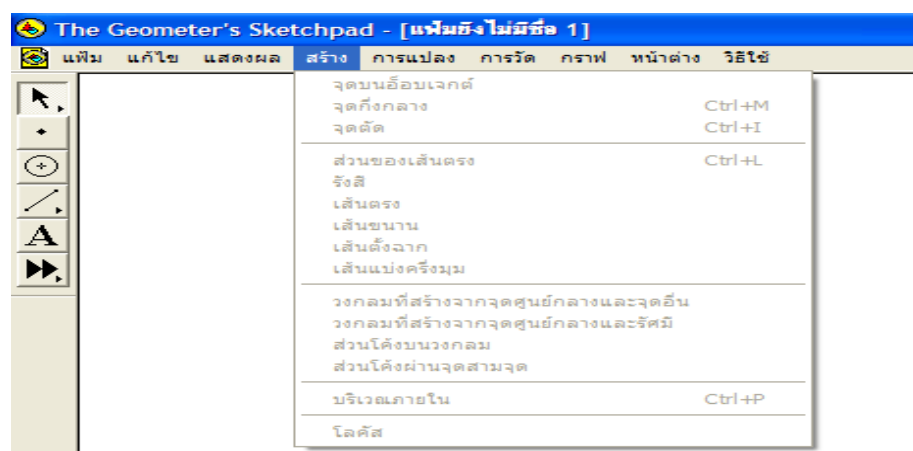 The Geometer's Sketchpad - [แฟ้มยังไม่มีชื่อ 1]
แฟ้ม แก้ไข แสดงผล สร้าง การแปลง การวัด กราฟ หน้าต่าง วิธีใช้
จุดบนอ็อบเจกต์
จุดกึ่งกลาง Ctrl+M
จุดตัด Ctrl+I
ส่วนของเส้นตรง Ctrl+L
รังสี
เส้นตรง
เส้นขนาน
เส้นตั้งฉาก
เส้นแบ่งครึ่งมุม
วงกลมที่สร้างจากจุดศูนย์กลางและจุดอื่น
วงกลมที่สร้างจากจุดศูนย์กลางและรัศมี
ส่วนโค้งบนวงกลม
ส่วนโค้งผ่านจุดสามจุด
บริเวณภายใน Ctrl+P
โลคัส
A